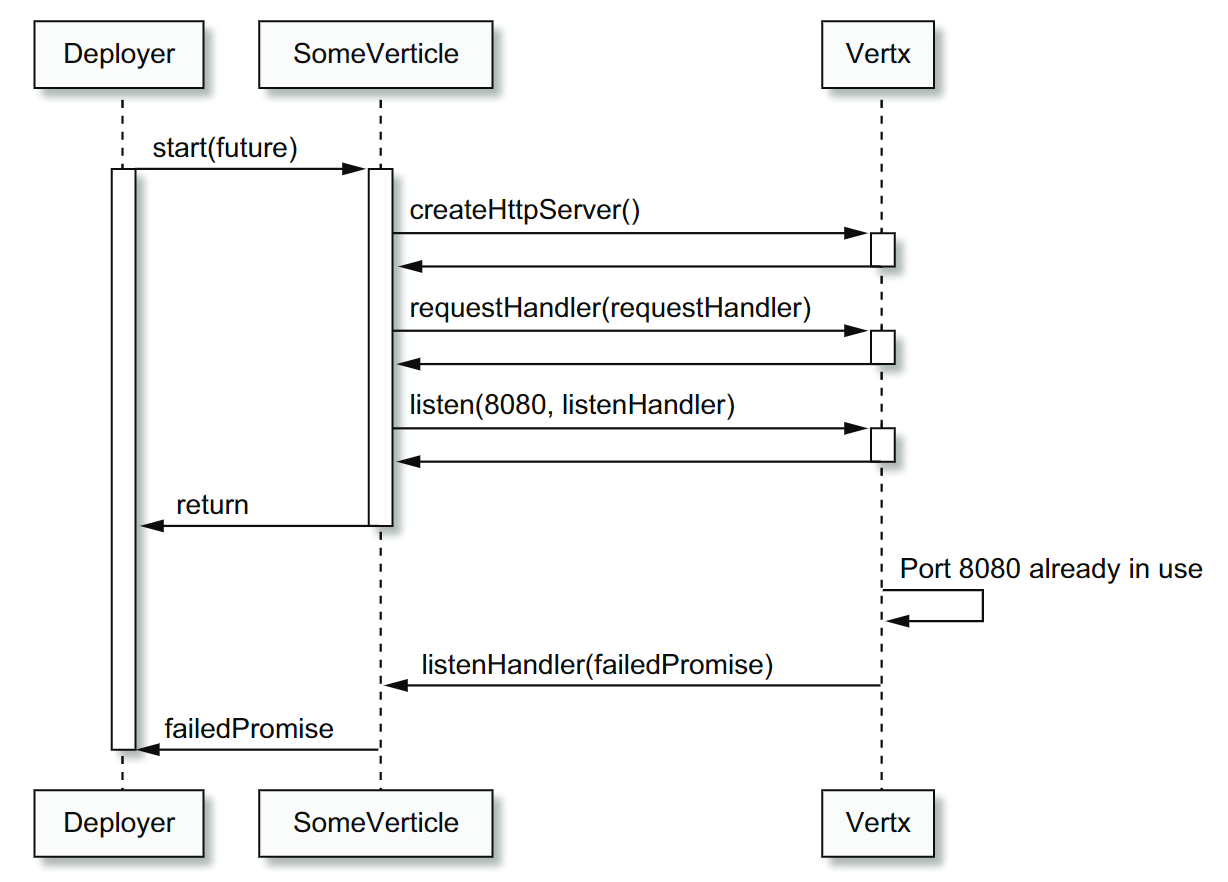 Deployer
SomeVerticle
Vertx
start(future)
createHttpServer()
requestHandler(requestHandler)
listen(8080, listenHandler)
return
Port 8080 already in use
listenHandler(failedPromise)
failedPromise
Deployer
SomeVerticle
Vertx